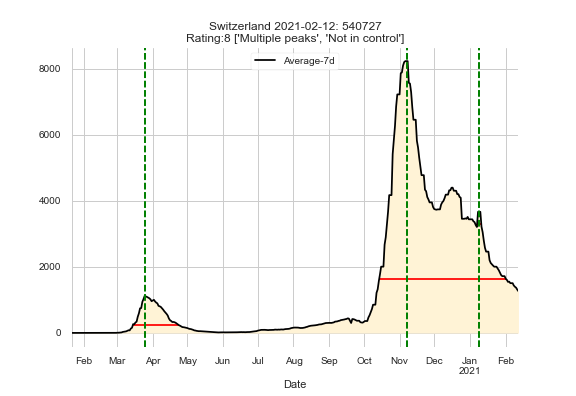 Switzerland 2021-02-12: 540727
Rating:8 ['Multiple peaks', 'Not in control']
Average-7d
8000
6000
4000
2000
0
Feb Mar Apr May Jun Jul Aug Sep Oct Nov Dec Jan Feb
2021
Date